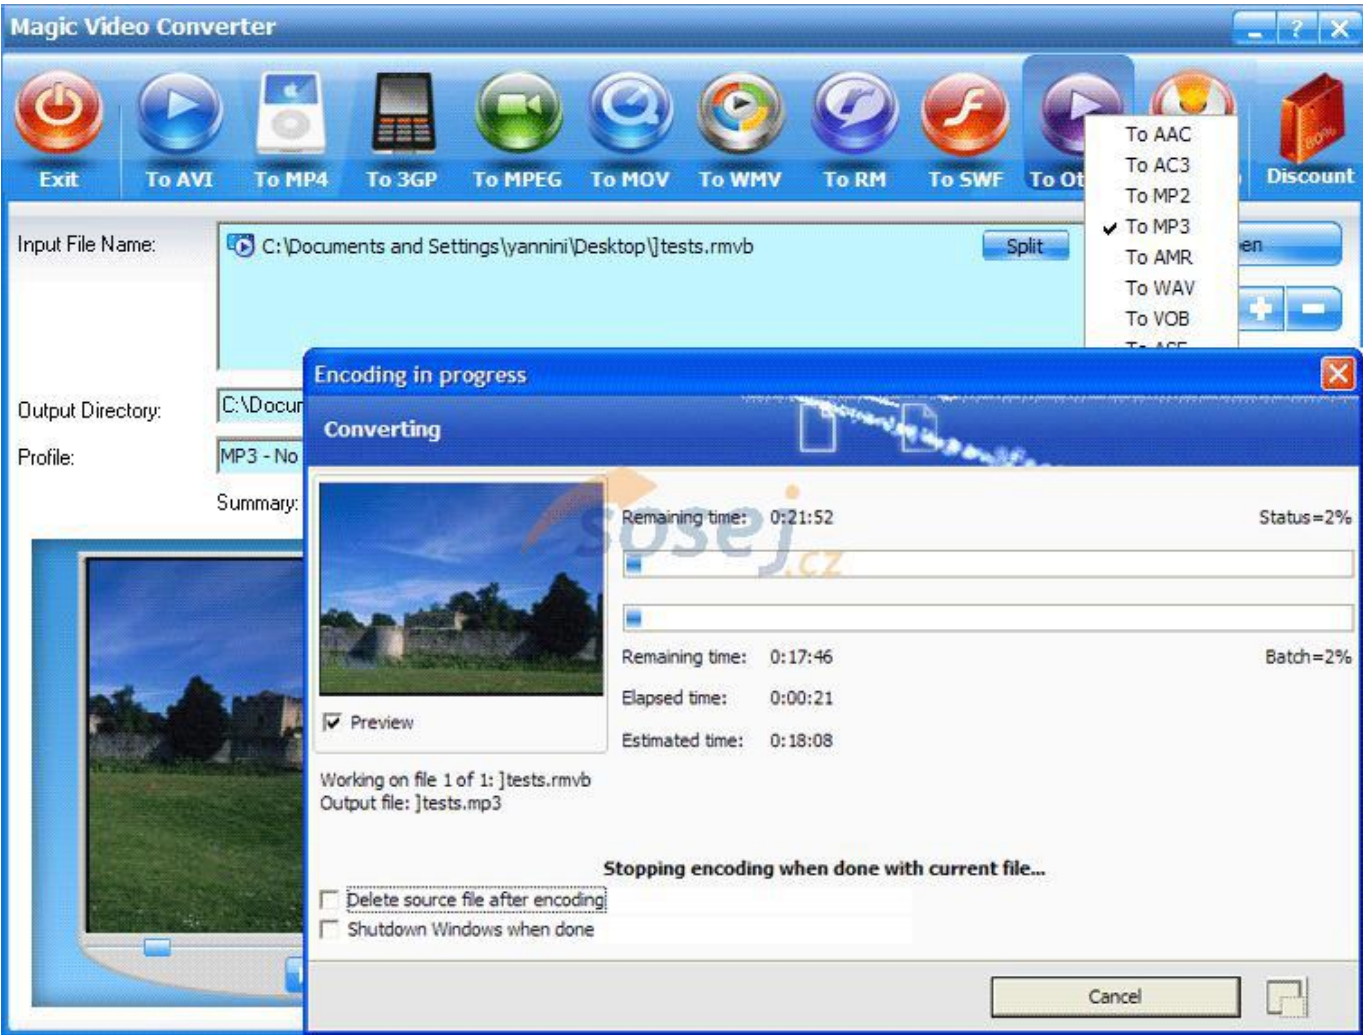 Magic Video Converter
Exit To AVI To MP4 To 3GP To MPEG To MOV To WMV To RM To SWF To Ot Discount
80%
To AAC
To AC3
To MP2
To MP3
To AMR
To WAV
To VOB
Input File Name: C:\Documents and Settings\yannini\Desktop\]tests.rmvb Split en
Output Directory: C:\Docum
Profile: MP3 - No
Summary:
Encoding in progress
Converting
sosej.cz
Remaining time: 0:21:52 Status=2%
Remaining time: 0:17:46 Batch=2%
Elapsed time: 0:00:21
Estimated time: 0:18:08
Preview
Working on file 1 of 1: ]tests.rmvb
Output file: ]tests.mp3
Stopping encoding when done with current file...
Delete source file after encoding
Shutdown Windows when done
Cancel